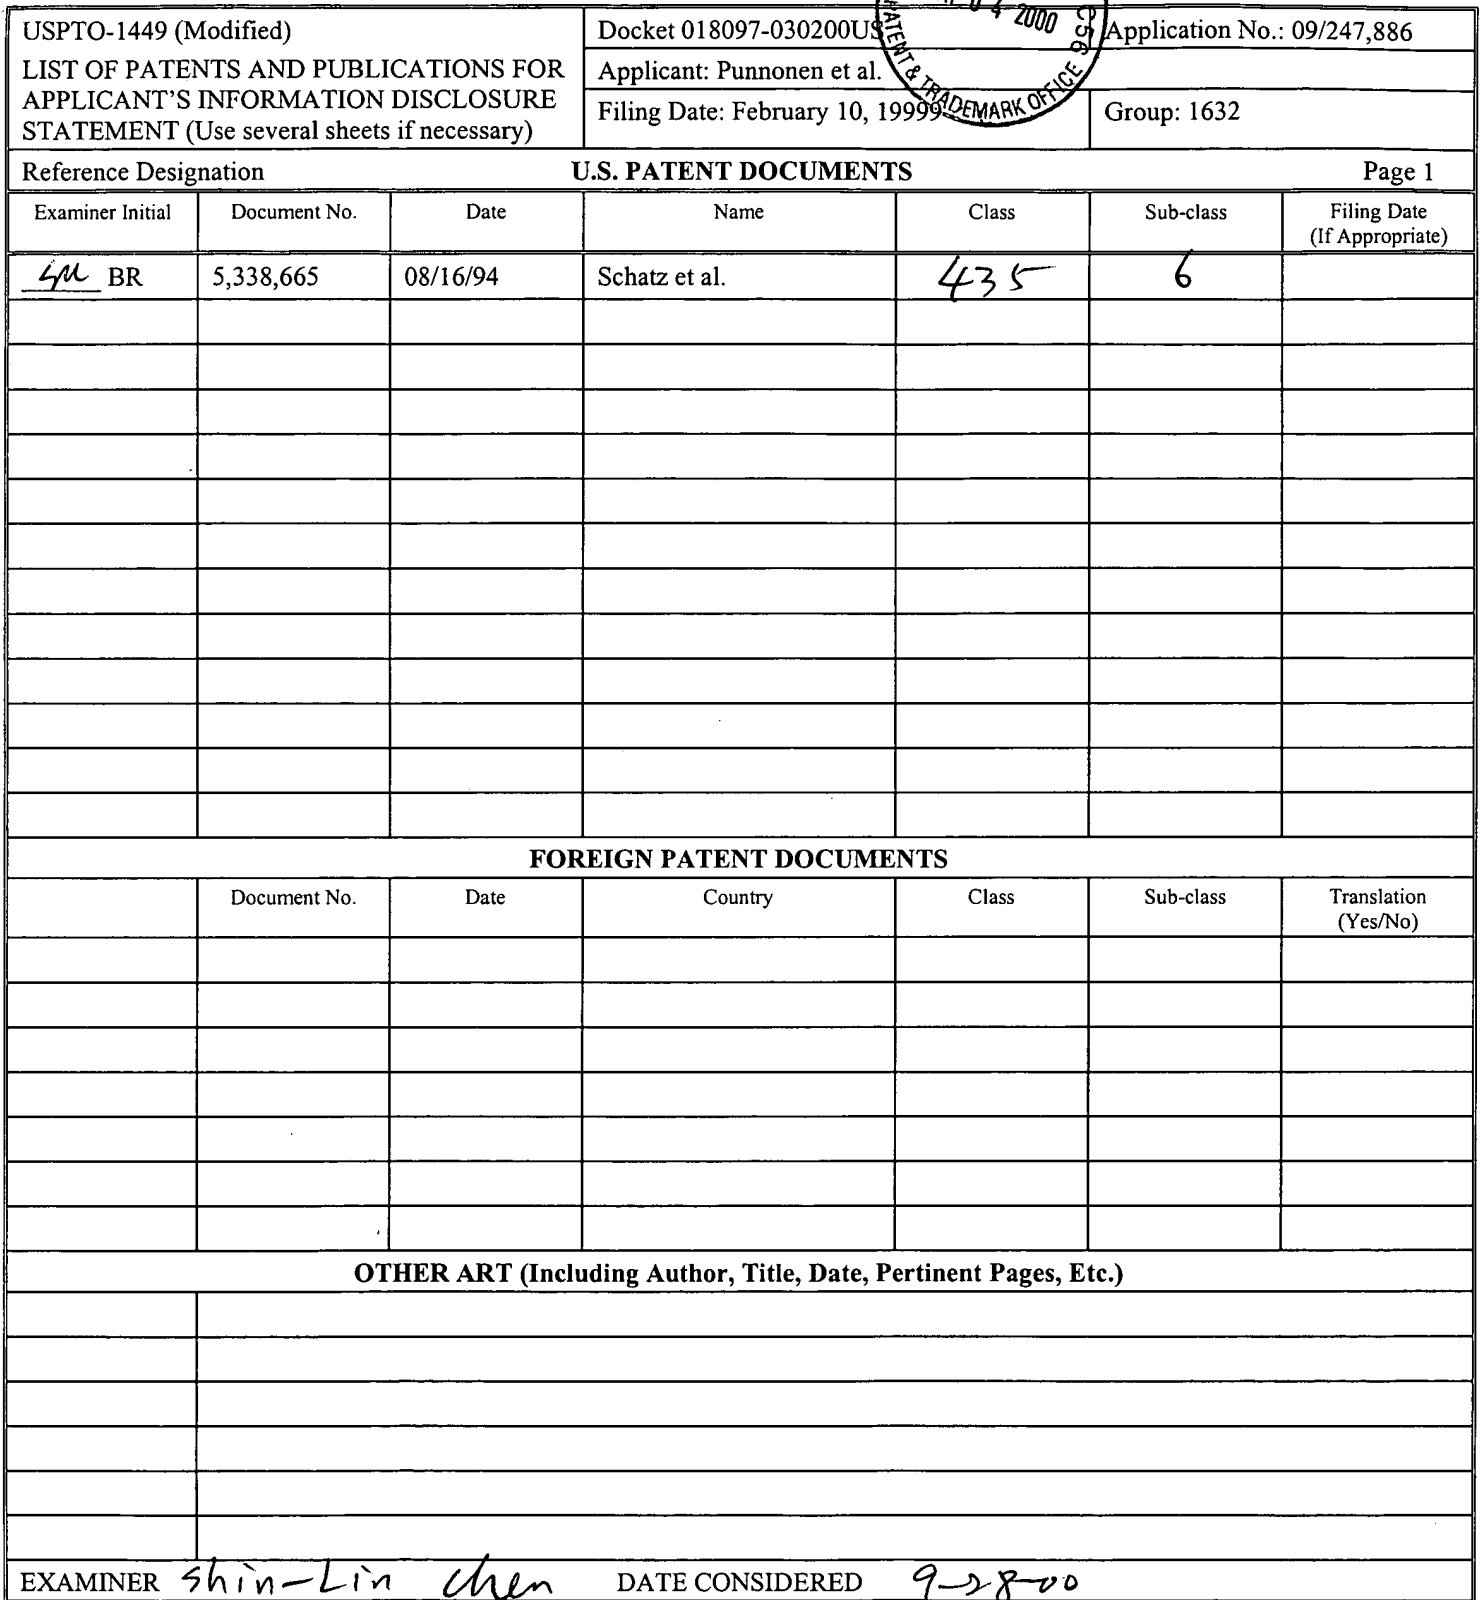 USPTO-1449 (Modified)
LIST OF PATENTS AND PUBLICATIONS FOR
APPLICANT'S INFORMATION DISCLOSURE
STATEMENT (Use several sheets if necessary)
Docket 018097-030200US
Application No.: 09/247,886
Applicant: Punnonen et al.
Filing Date: February 10, 19999
Group: 1632
4 2000
PATENT & TRADEMARK OFFICE
Reference Designation U.S. PATENT DOCUMENTS Page 1
Examiner Initial Document No. Date Name Class Sub-class Filing Date
(If Appropriate)
BR 5,338,665 08/16/94 Schatz et al. 435 6
FOREIGN PATENT DOCUMENTS
Document No. Date Country Class Sub-class Translation
(Yes/No)
OTHER ART (Including Author, Title, Date, Pertinent Pages, Etc.)
EXAMINER Shin-Lin Chen DATE CONSIDERED 9-28-00